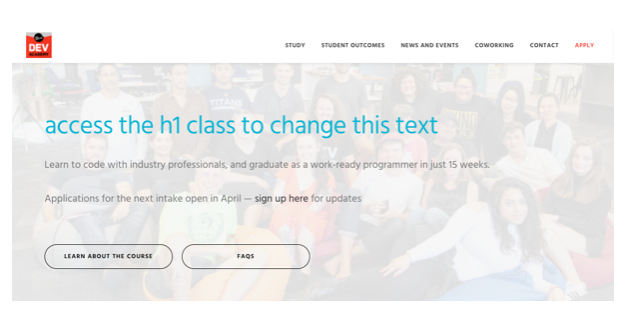 DEV
ACADEMY
STUDY STUDENT OUTCOMES NEWS AND EVENTS COWORKING CONTACT APPLY
access the h1 class to change this text
Learn to code with industry professionals, and graduate as a work-ready programmer in just 15 weeks.
Applications for the next intake open in April — sign up here for updates
LEARN ABOUT THE COURSE FAQS